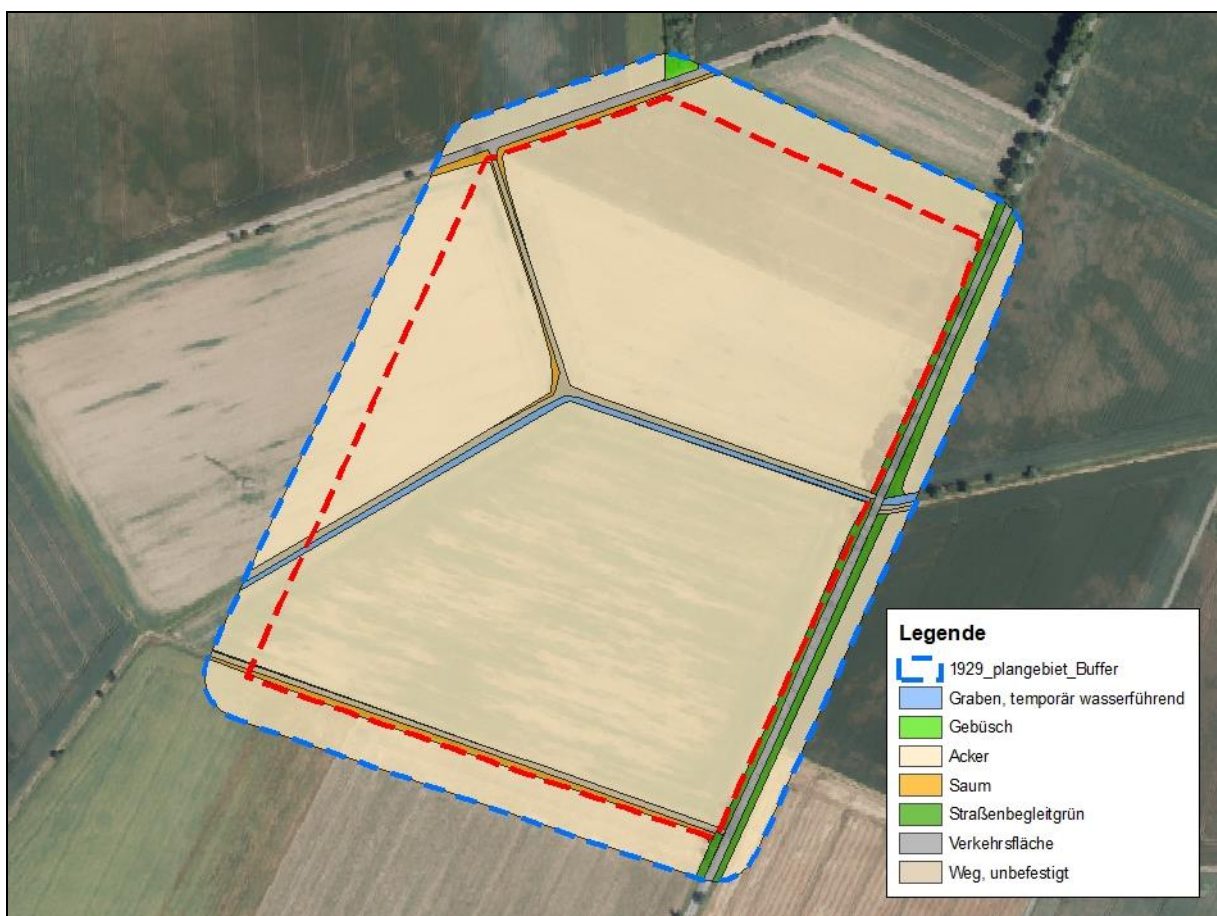 Legende
1929_plangebiet_Buffer
Graben, temporär wasserführend
Gebüsch
Acker
Saum
Straßenbegleitgrün
Verkehrsfläche
Weg, unbefestigt